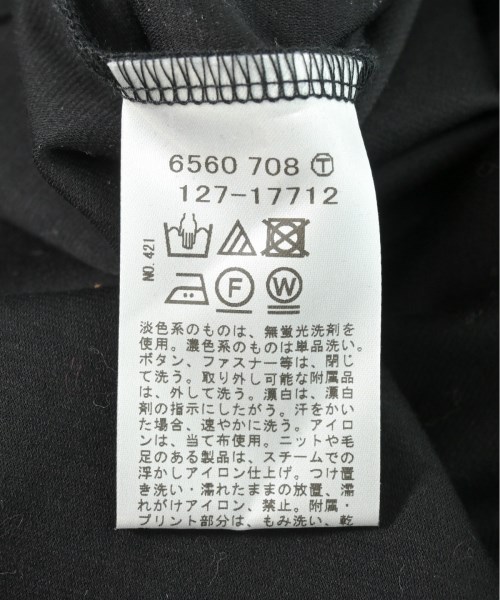 6560 708 Ⓣ
127-17712
NO.421
F
W
淡色系のものは、無蛍光洗剤を
使用。濃色系のものは単品洗い。
ボタン、ファスナー等は、閉じ
て洗う。取り外し可能な附属品
は、外して洗う。漂白は、漂白
剤の指示にしたがう。汗をかい
た場合、速やかに洗う。アイロ
ンは、当て布使用。ニットや毛
足のある製品は、スチームでの
浮かしアイロン仕上げ。つけ置
き洗い・濡れたままの放置、濡
れがけアイロン、禁止。附属・
プリント部分は、もみ洗い、乾